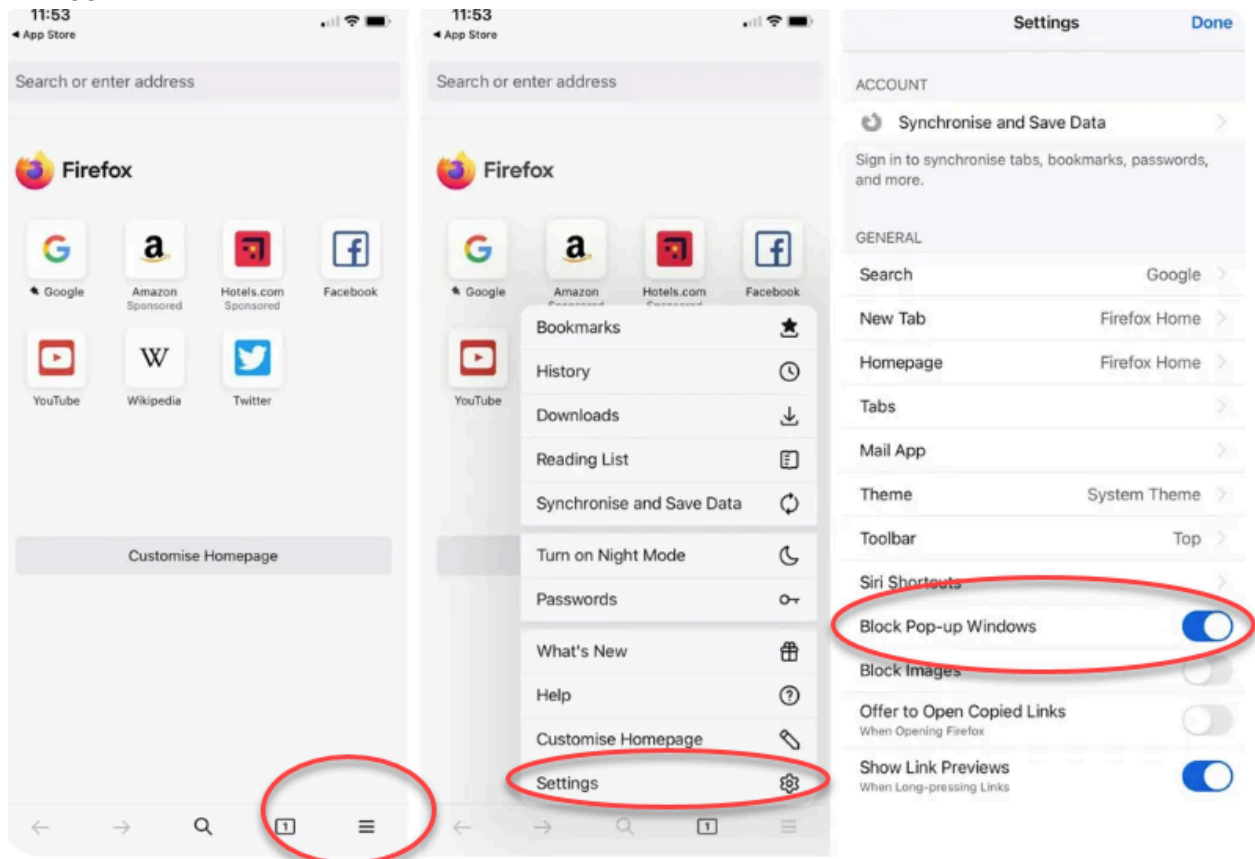 11:53
App Store
Search or enter address
Firefox
Google
Amazon
Sponsored
Hotels.com
Sponsored
Facebook
YouTube
Wikipedia
Twitter
Customise Homepage
1
11:53
App Store
Search or enter address
Firefox
Google
Amazon
Sponsored
Hotels.com
Sponsored
Facebook
YouTube
Bookmarks
History
Downloads
Reading List
Synchronise and Save Data
Turn on Night Mode
Passwords
What's New
Help
Customise Homepage
Settings
1
Settings Done
ACCOUNT
Synchronise and Save Data
Sign in to synchronise tabs, bookmarks, passwords,
and more.
GENERAL
Search Google
New Tab Firefox Home
Homepage Firefox Home
Tabs
Mail App
Theme System Theme
Toolbar Top
Siri Shortcuts
Block Pop-up Windows
Block Images
Offer to Open Copied Links
When Opening Firefox
Show Link Previews
When Long-pressing Links